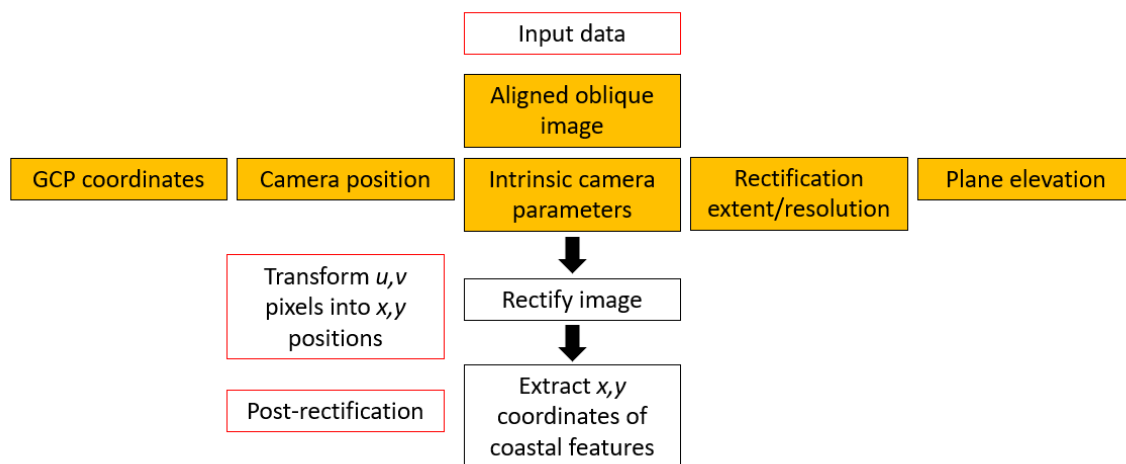 Input data
Aligned oblique
image
GCP coordinates
Camera position
Intrinsic camera
parameters
Rectification
extent/resolution
Plane elevation
Transform u,v
pixels into x,y
positions
Rectify image
Post-rectification
Extract x,y
coordinates of
coastal features